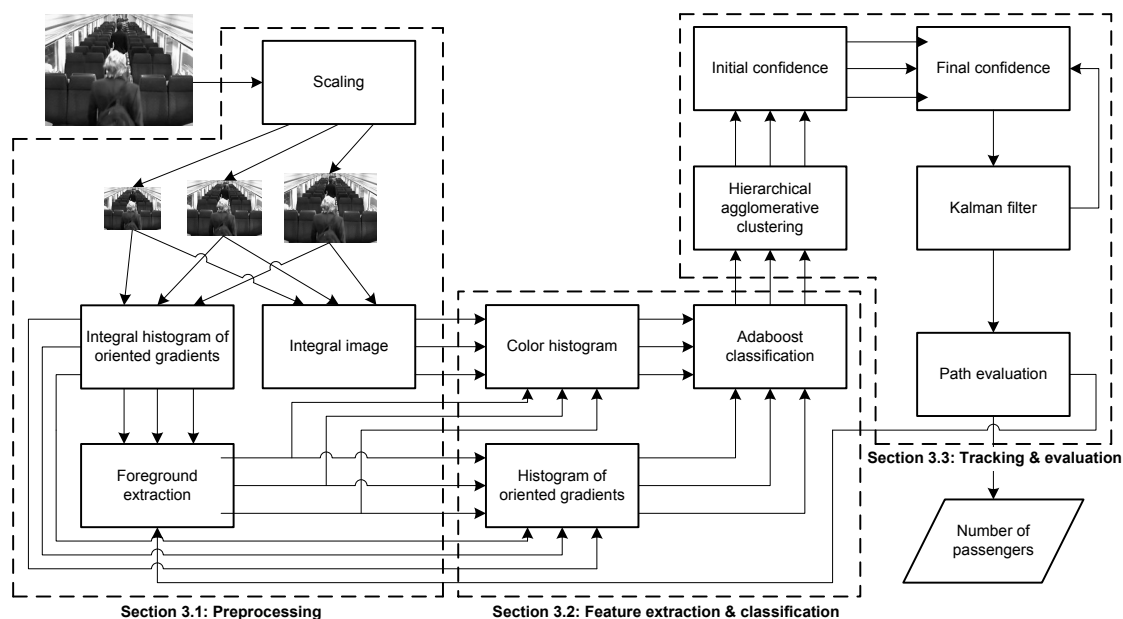 Scaling
Initial confidence
Final confidence
Hierarchical
agglomerative
clustering
Kalman filter
Integral histogram of
oriented gradients
Integral image
Color histogram
Adaboost
classification
Path evaluation
Foreground
extraction
Histogram of
oriented gradients
Section 3.3: Tracking & evaluation
Number of
passengers
Section 3.1: Preprocessing
Section 3.2: Feature extraction & classification